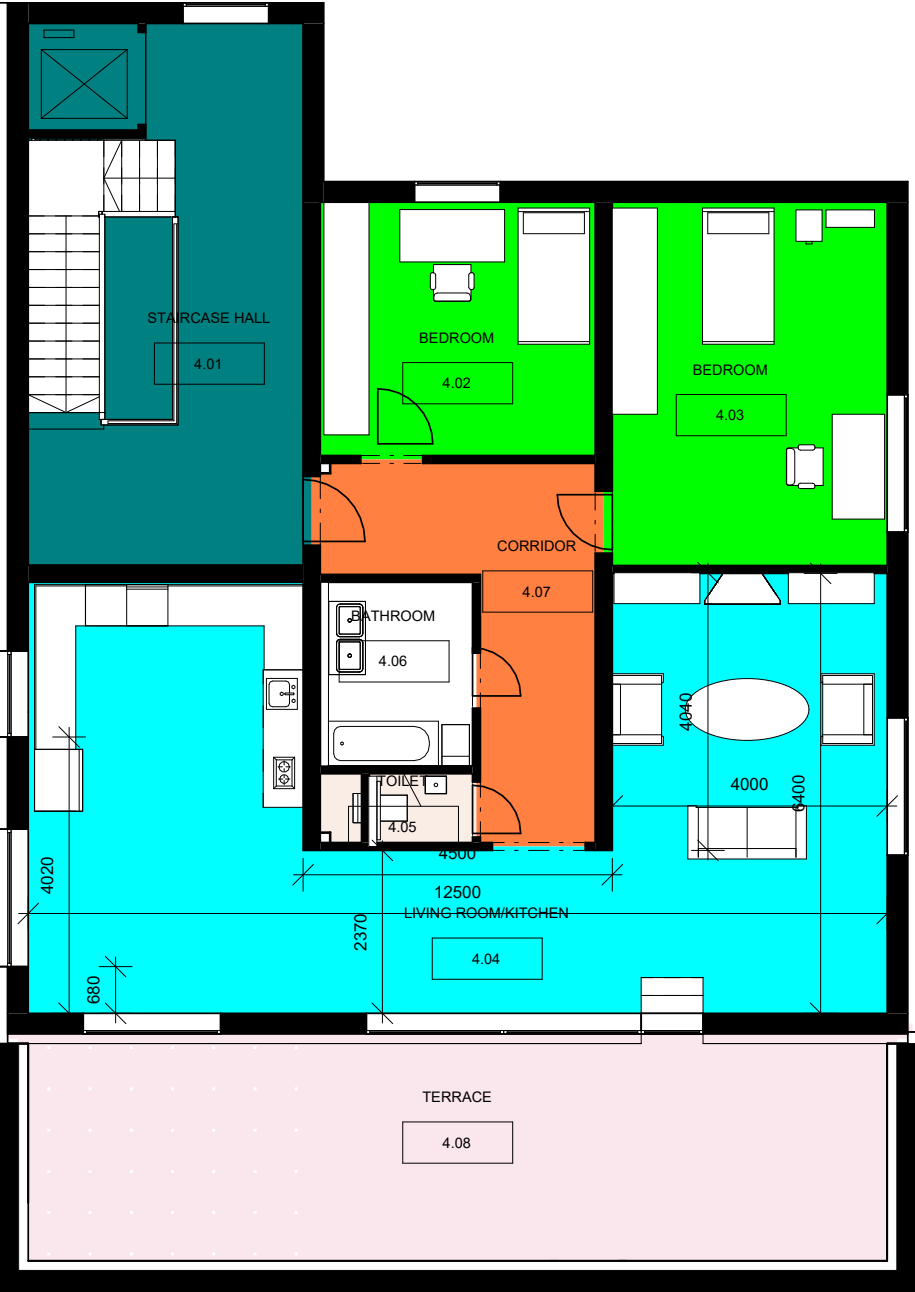 STAIRCASE HALL
4.01
BEDROOM
4.02
BEDROOM
4.03
CORRIDOR
4.07
BATHROOM
4.06
TOILET
4.05
4040
4000
6400
4500
12500
4020
LIVING ROOM/KITCHEN
4.04
2370
680
TERRACE
4.08